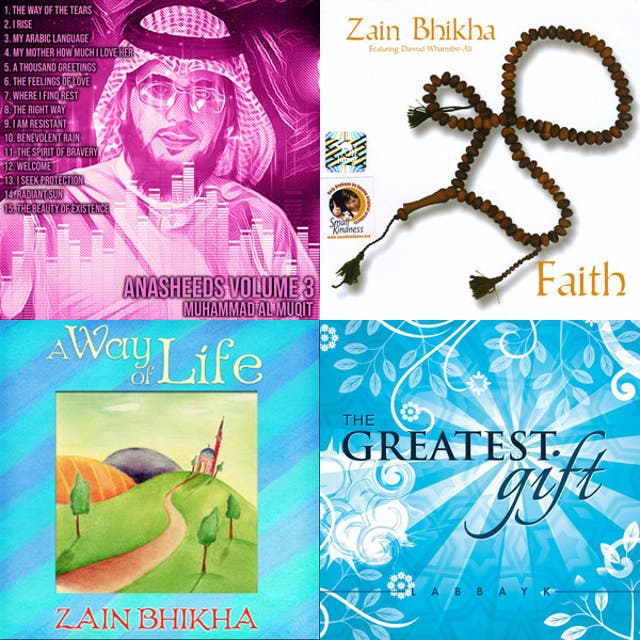 1. THE WAY OF THE TEARS
2. I RISE
3. MY ARABIC LANGUAGE
4. MY MOTHER HOW MUCH I LOVE HER
5. A THOUSAND GREETINGS
6. THE FEELINGS OF LOVE
7. WHERE I FIND REST
8. THE RIGHT WAY
9. I AM RESISTANT
10. BENEVOLENT RAIN
11. THE SPIRIT OF BRAVERY
12. WELCOME
13. I SEEK PROTECTION
14. RADIANT SUN
15. THE BEAUTY OF EXISTENCE
ANASHEEDS VOLUME 3
MUHAMMAD AL MUQIT
Zain Bhikha
Featuring Dawud Wharnsby-Ali
Small
Kindness
www.smallkindness.org
Faith
A Way
of Life
ZAIN BHIKHA
THE
GREATEST
gift
LABBAYK